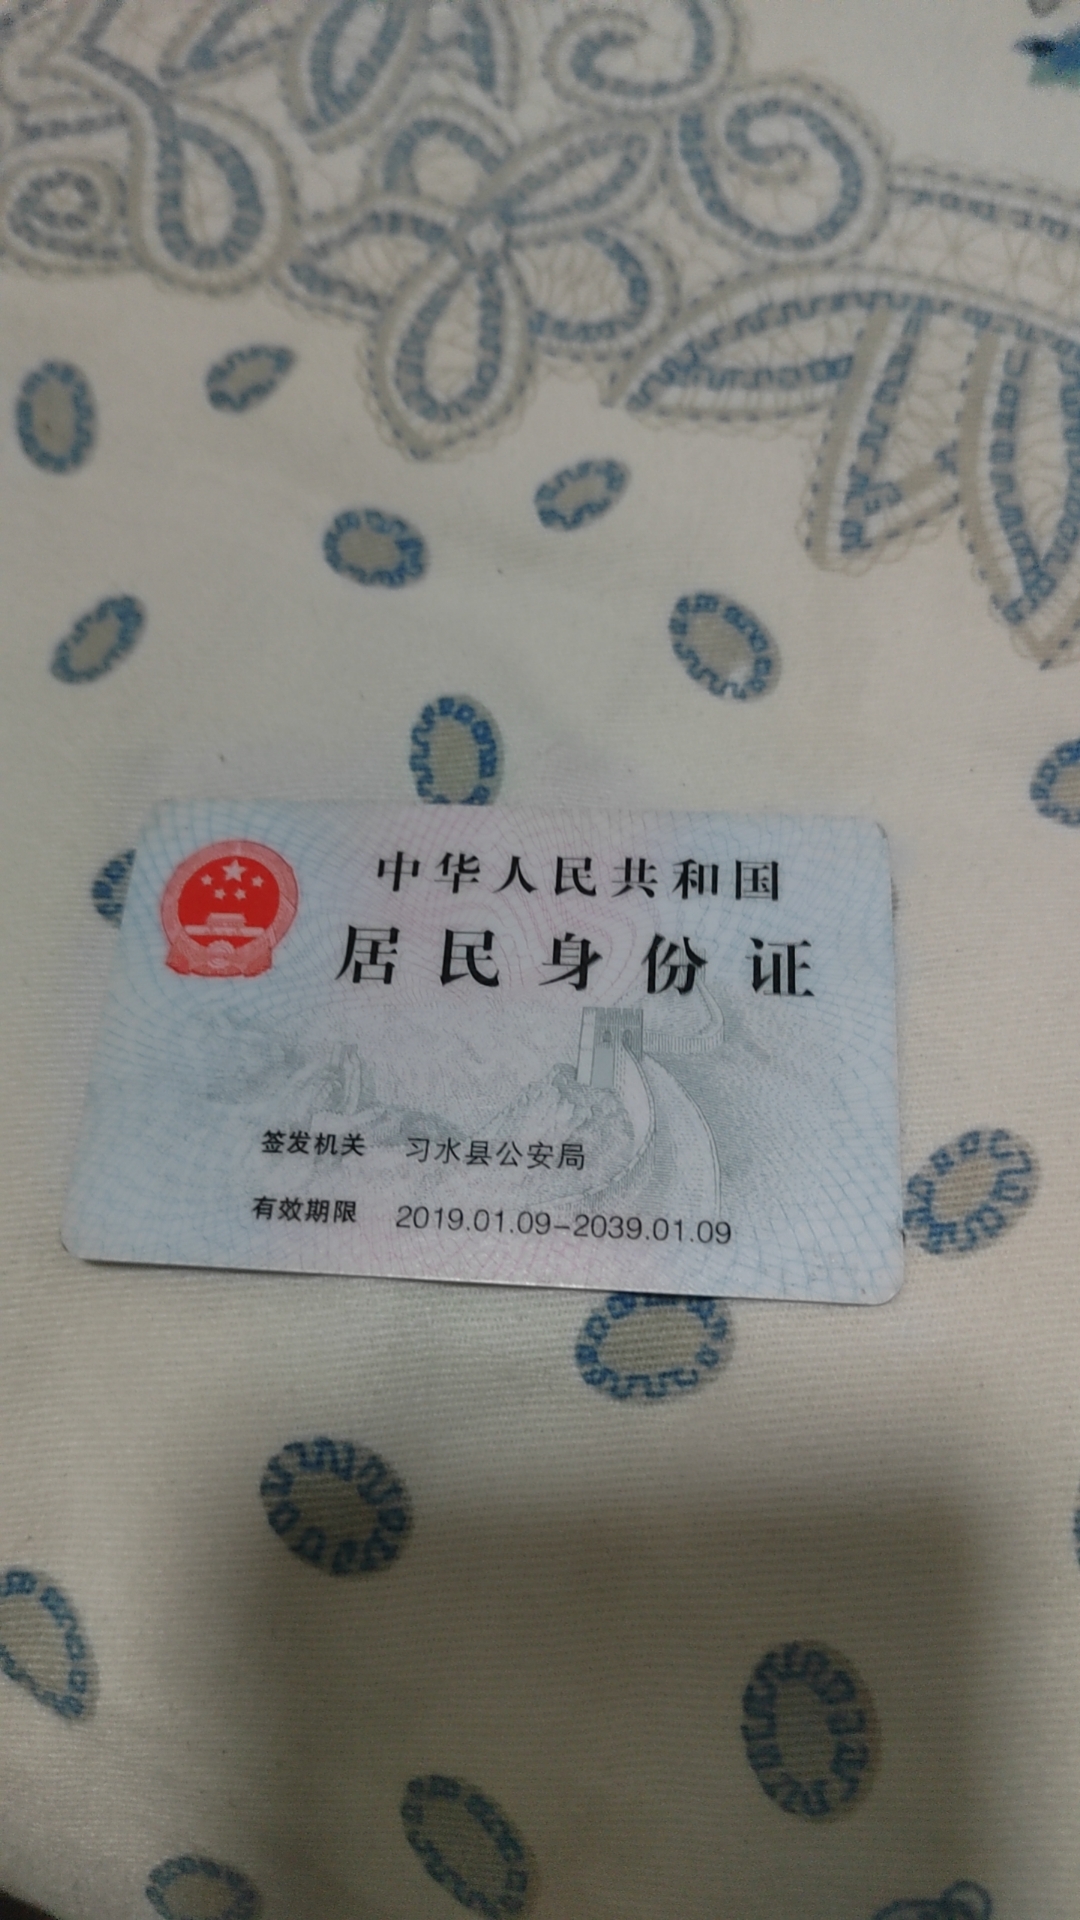 中华人民共和国
居民身份证
签发机关 习水县公安局
有效期限 2019.01.09-2039.01.09